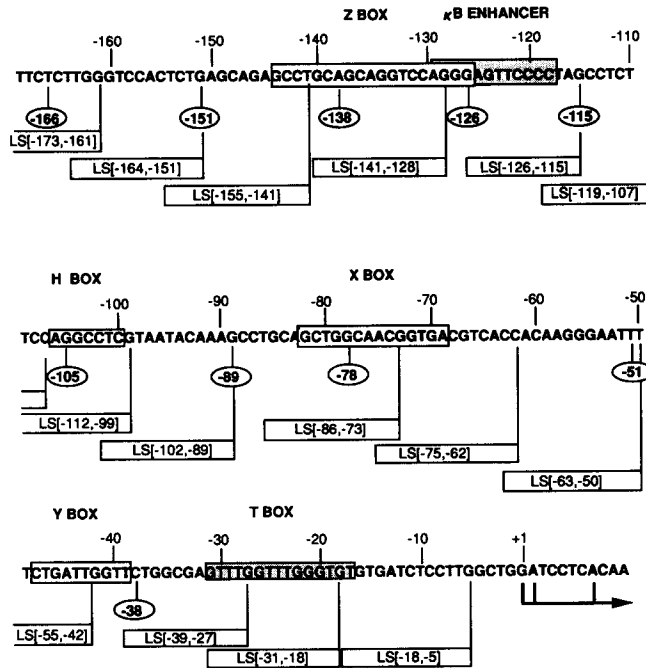 Z BOX κB ENHANCER
-160 -150 -140 -130 -120 -110
TTCTCTTGGGTCCACTCTGAGCAGAGCCTGCAGCAGGTCCAGGGAGTTCCCCTAGCCTCT
-166 -151 -138 -126 -115
LS[-173,-161]
LS[-164,-151] LS[-141,-128] LS[-126,-115]
LS[-155,-141] LS[-119,-107]
H BOX X BOX
-100 -90 -80 -70 -60 -50
TCCAGGCCTCGTAATACAAAGCCTGCAGCTGGCAACGGTGACGTCACCACAAGGGAATTT
-105 -89 -78 -51
LS[-112,-99] LS[-86,-73]
LS[-102,-89] LS[-75,-62]
LS[-63,-50]
Y BOX T BOX
-40 -30 -20 -10 +1
TCTGATTGGTTCTGGCGAGTTTGGTTTGGGTGTGTGATCTCCTTGGCTGGATCCTCACAA
-38
LS[-55,-42] LS[-39,-27]
LS[-31,-18] LS[-18,-5]